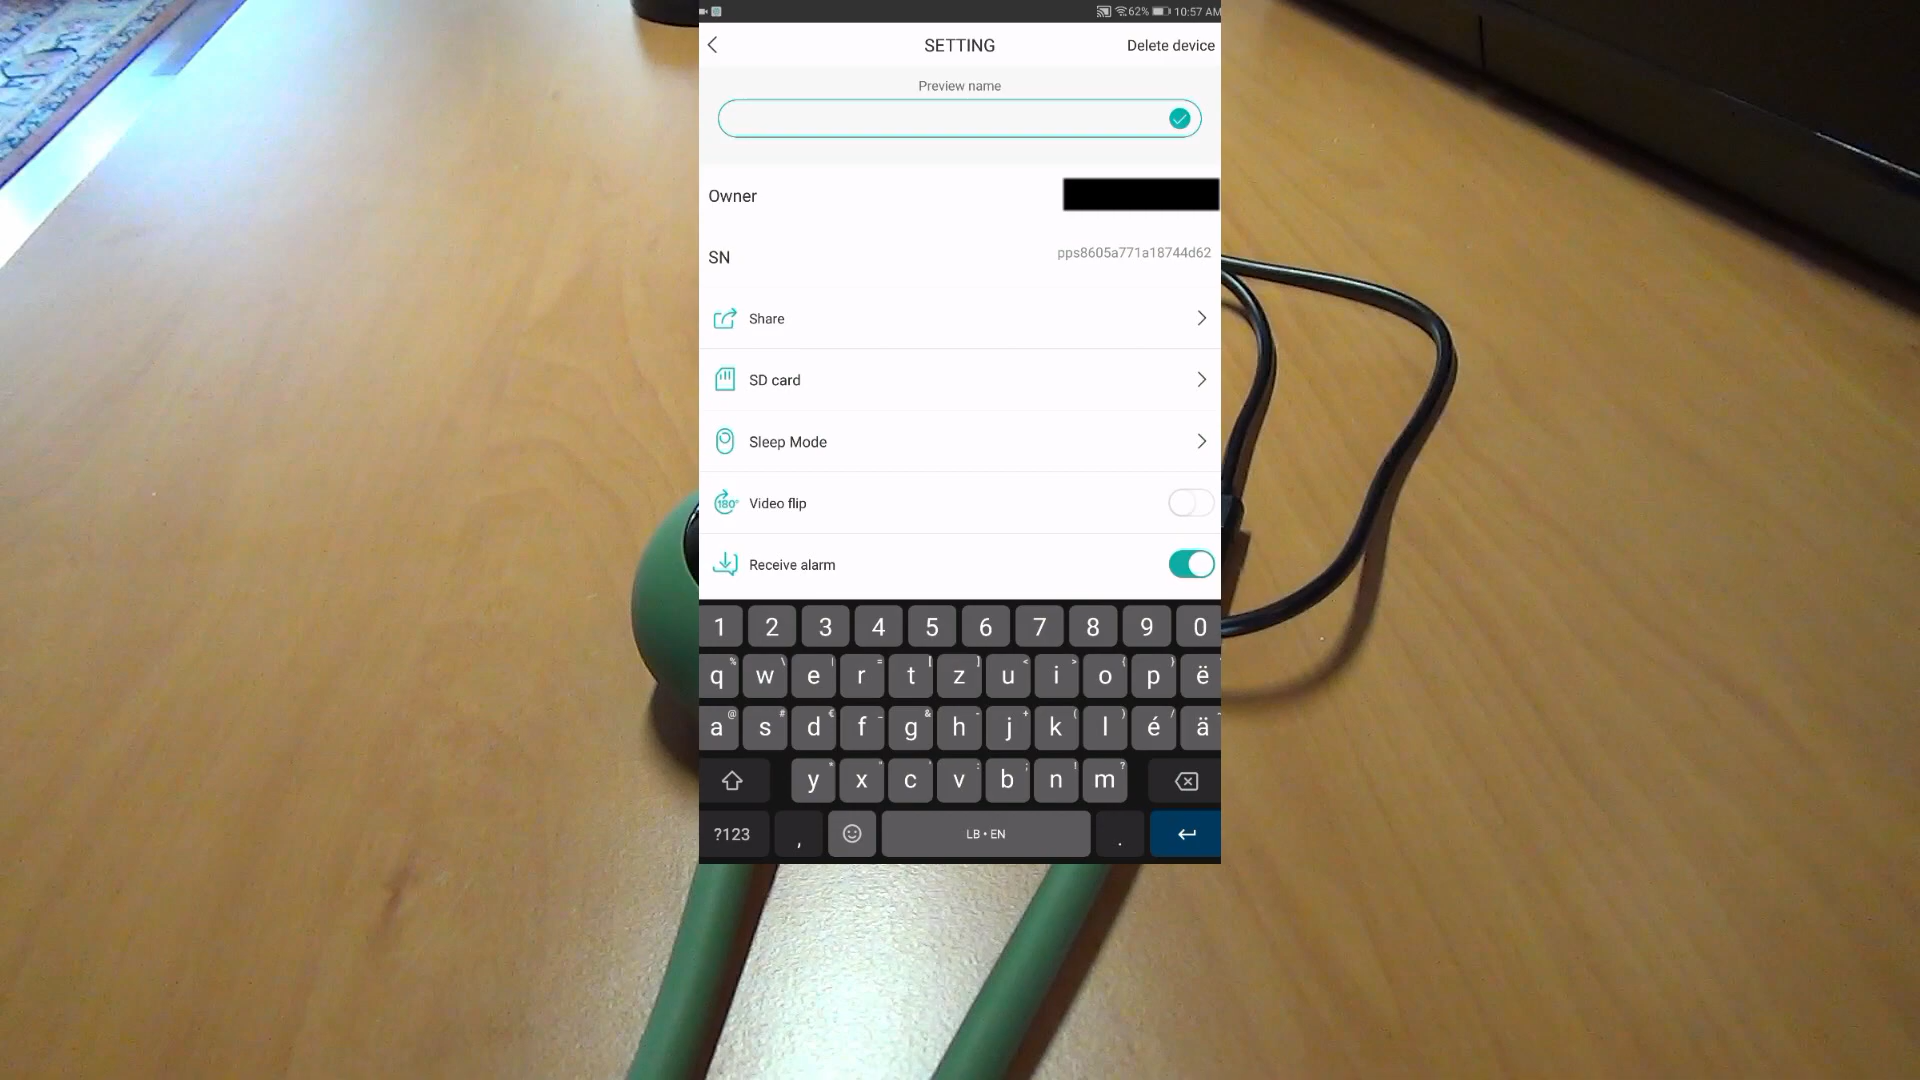 62% 10:57 AM
SETTING Delete device
Preview name
Owner
SN pps8605a771a18744d62
Share
SD card
Sleep Mode
180° Video flip
Receive alarm
1 2 3 4 5 6 7 8 9 0
% \ | = [ ] < > { }
q w e r t z u i o p ë
@ # € _ & - + ( ) /
a s d f g h j k l é ä
* " ' : ; ! ?
y x c v b n m
?123 , LB • EN .